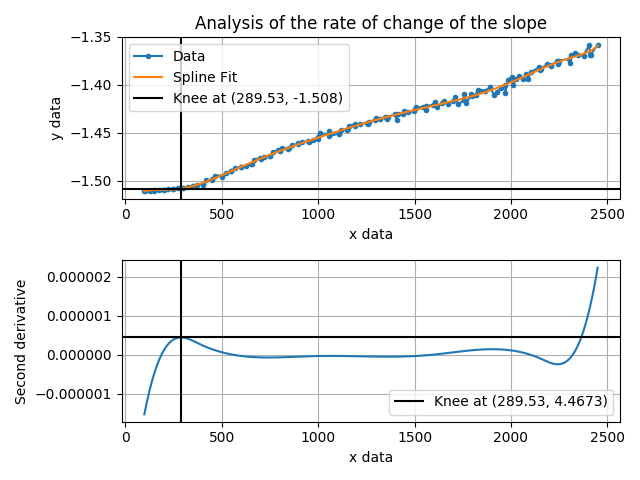 Analysis of the rate of change of the slope
−1.35
−1.40
−1.45
−1.50
y data
Data
Spline Fit
Knee at (289.53, -1.508)
0
500
1000
1500
2000
2500
x data
0.000002
0.000001
0.000000
−0.000001
Second derivative
Knee at (289.53, 4.4673)
0
500
1000
1500
2000
2500
x data